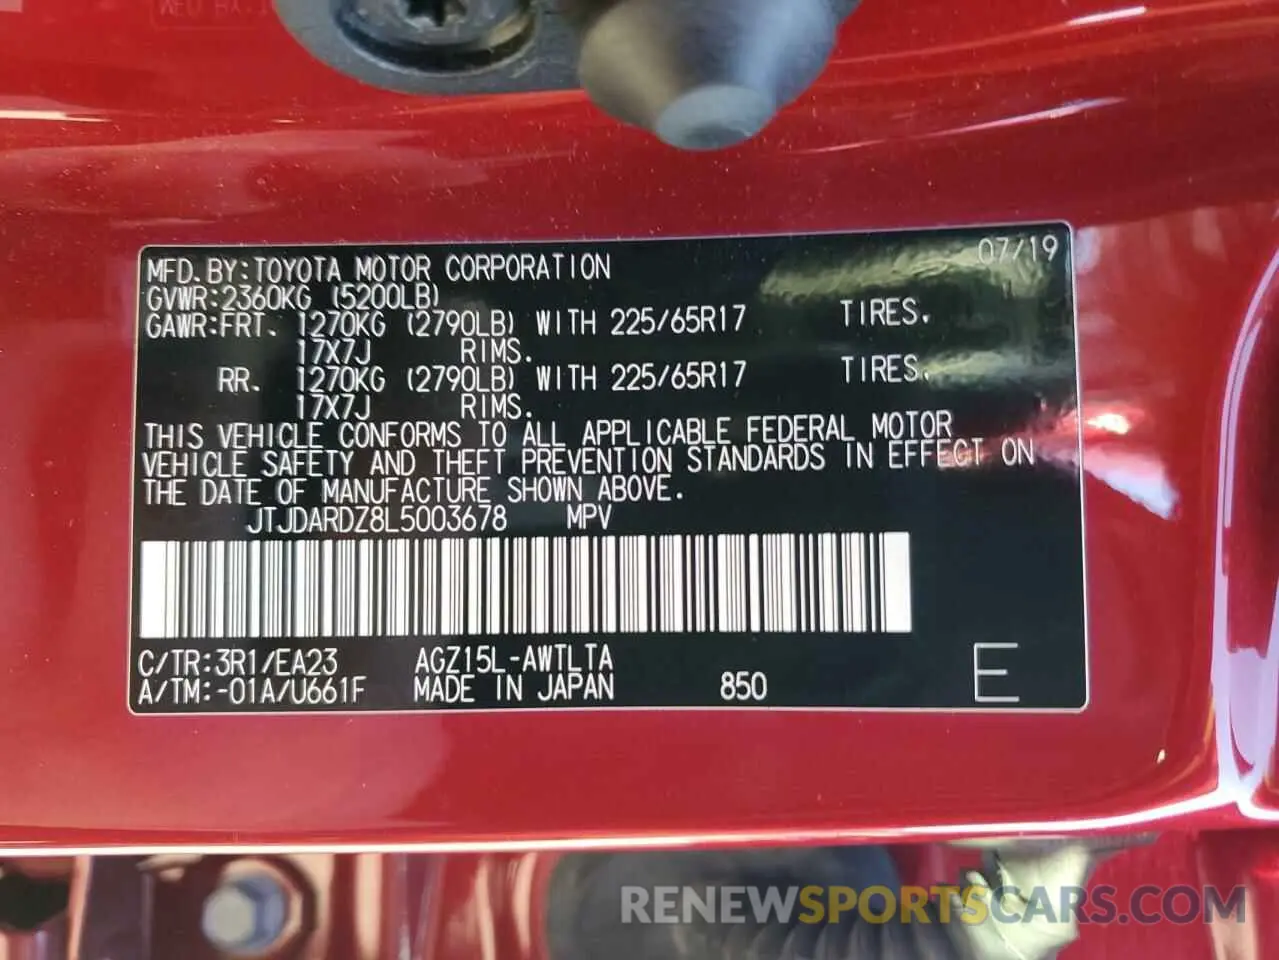 07/19
MFD.BY:TOYOTA MOTOR CORPORATION
GVWR:2360KG (5200LB)
GAWR:FRT. 1270KG (2790LB) WITH 225/65R17 TIRES.
17X7J RIMS.
RR. 1270KG (2790LB) WITH 225/65R17 TIRES.
17X7J RIMS.
THIS VEHICLE CONFORMS TO ALL APPLICABLE FEDERAL MOTOR
VEHICLE SAFETY AND THEFT PREVENTION STANDARDS IN EFFECT ON
THE DATE OF MANUFACTURE SHOWN ABOVE.
JTJDARDZ8L5003678 MPV
C/TR:3R1/EA23 AGZ15L-AWTLTA
A/TM:-01A/U661F MADE IN JAPAN 850 E
RENEWSPORTSCARS.COM